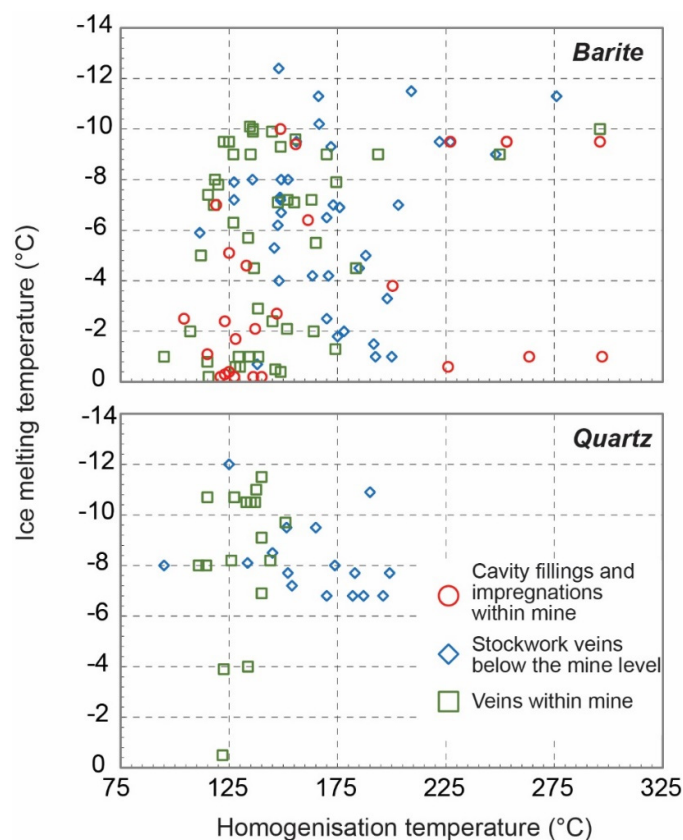 -14
Barite
-12
-10
-8
-6
-4
-2
0
Ice melting temperature (°C)
-14
Quartz
-12
-10
-8
-6
-4
-2
0
Cavity fillings and
impregnations
within mine
Stockwork veins
below the mine level
Veins within mine
75 125 175 225 275 325
Homogenisation temperature (°C)